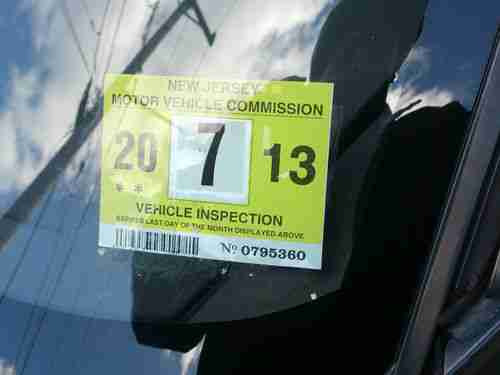 NEW JERSEY
MOTOR VEHICLE COMMISSION
20 7 13
**
VEHICLE INSPECTION
EXPIRES LAST DAY OF THE MONTH DISPLAYED ABOVE
Nº 0795360